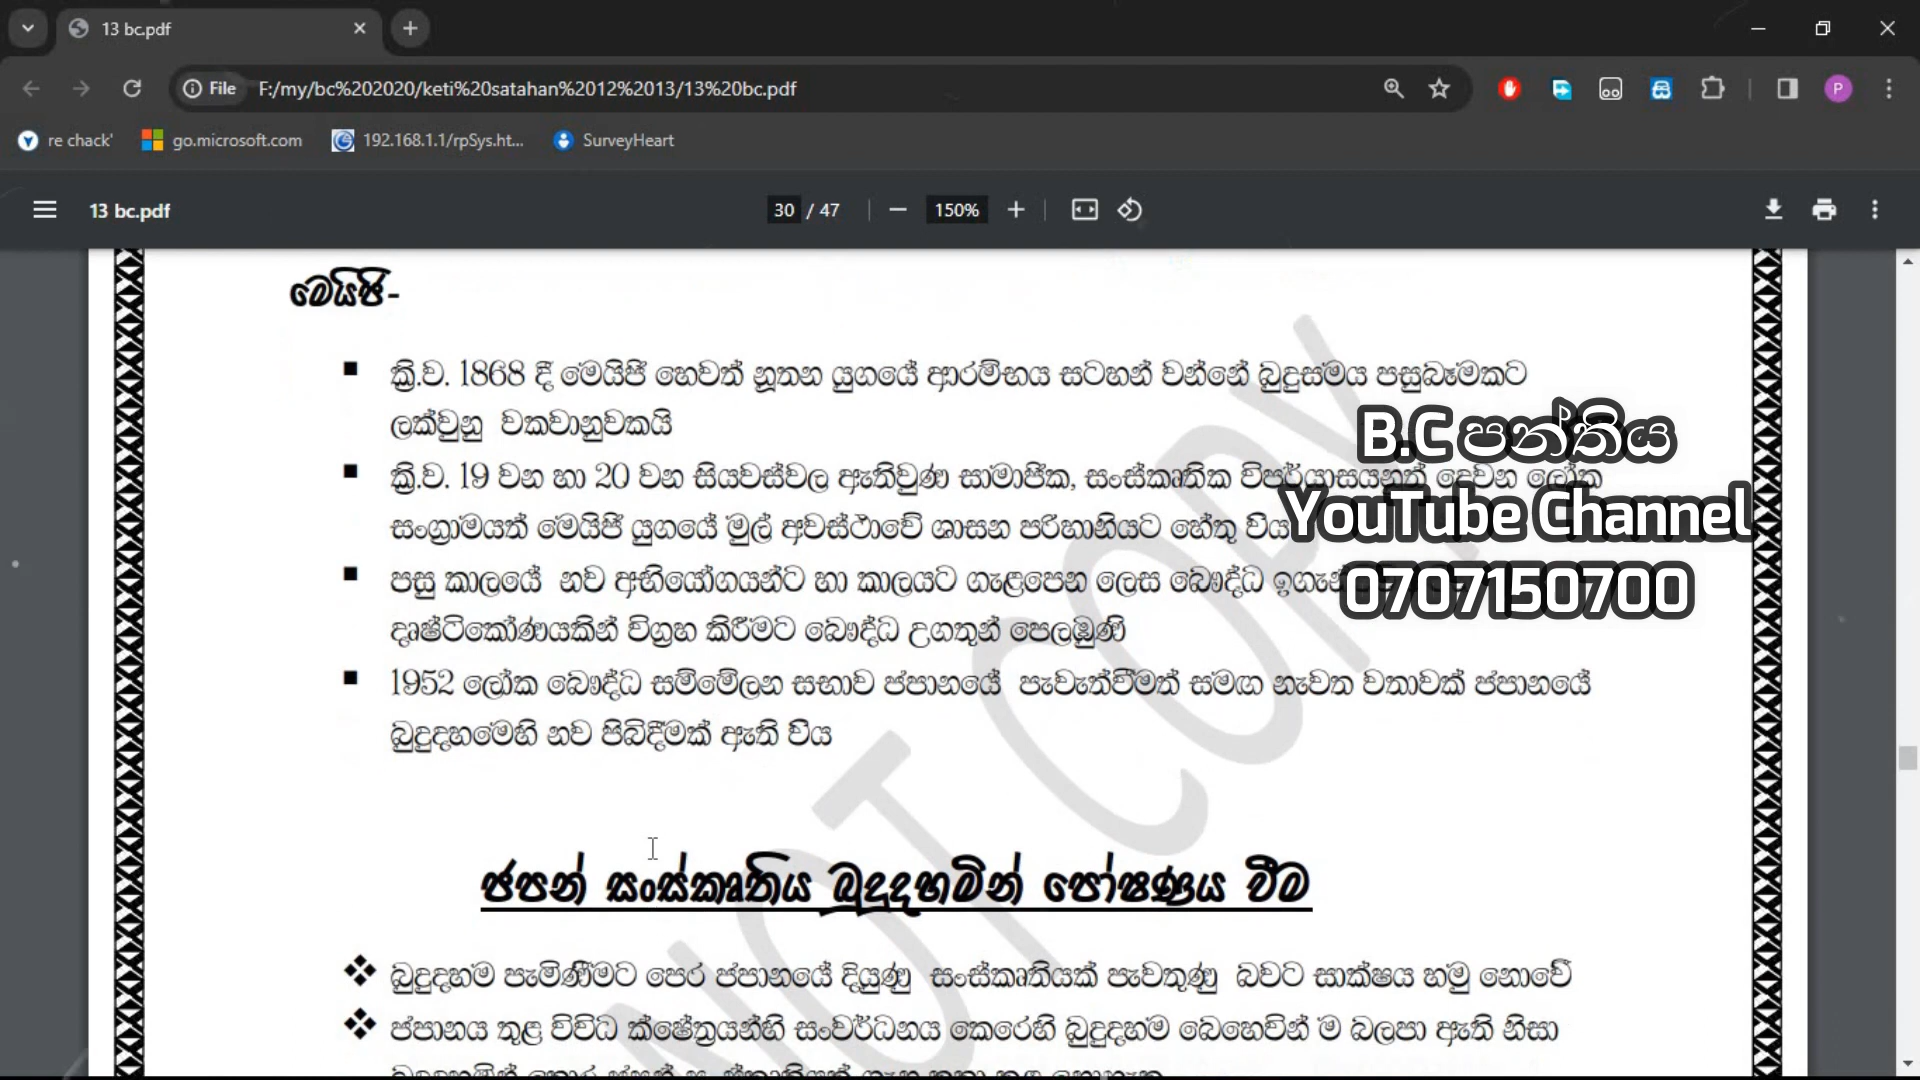 13 bc.pdf
File F:/my/bc%202020/keti%20satahan%2012%2013/13%20bc.pdf
P
re chack' go.microsoft.com 192.168.1.1/rpSys.ht... SurveyHeart
13 bc.pdf 30 / 47 150%
මෙයිජි-
ක්‍රි.ව. 1868 දී මෙයිජි හෙවත් නූතන යුගයේ ආරම්භය සටහන් වන්නේ බුදුසමය පසුබෑමකට
ලක්වුනු වකවානුවකයි
ක්‍රි.ව. 19 වන හා 20 වන සියවස්වල ඇතිවුණ සාමාජික, සංස්කෘතික විපර්යාසයනුත් දෙවන ලෝක
සංග්‍රාමයත් මෙයිජි යුගයේ මුල් අවස්ථාවේ ශාසන පරිහානියට හේතු විය
පසු කාලයේ නව අභියෝගයන්ට හා කාලයට ගැළපෙන ලෙස බෞද්ධ
දෘෂ්ටිකෝණයකින් විග්‍රහ කිරීමට බෞද්ධ උගතුන් පෙලඹුණි
1952 ලෝක බෞද්ධ සම්මේලන සභාව ජපානයේ පැවැත්වීමත් සමඟ නැවත වතාවක් ජපානයේ
බුදුදහමෙහි නව පිබිදීමක් ඇති විය
B.C පන්තිය
YouTube Channel
0707150700
ජපන් සංස්කෘතිය බුදුදහමින් පෝෂණය වීම
බුදුදහම පැමිණීමට පෙර ජපානයේ දියුණු සංස්කෘතියක් පැවතුණු බවට සාක්ෂය හමු නොවේ
ජපානය තුළ විවිධ ක්ෂේත්‍රයන්හි සංවර්ධනය කෙරෙහි බුදුදහම බෙහෙවින් ම බලපා ඇති නිසා
NOT COPY